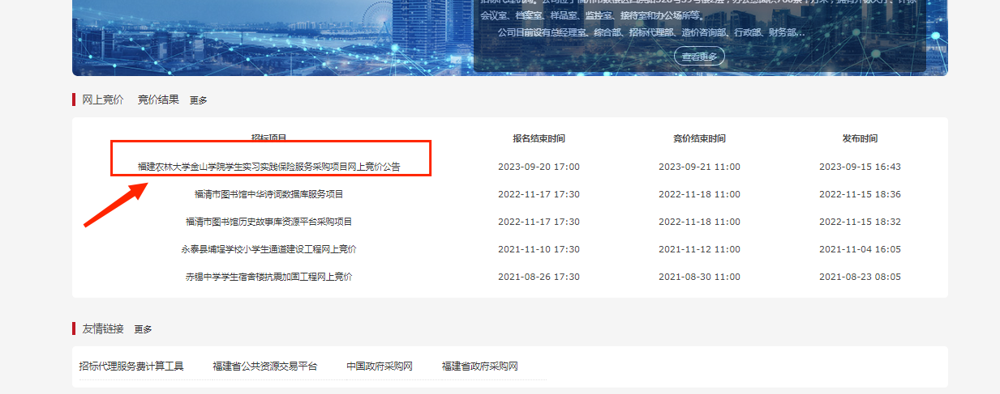 会议室、档案室、样品室、监控室、接待室和办公场所等。
公司目前设有总经理室、综合部、招标代理部、造价咨询部、行政部、财务部...
查看更多
网上竞价 竞价结果 更多
招标项目 报名结束时间 竞价结束时间 发布时间
福建农林大学金山学院学生实习实践保险服务采购项目网上竞价公告 2023-09-20 17:00 2023-09-21 11:00 2023-09-15 16:43
福清市图书馆中华诗词数据库服务项目 2022-11-17 17:30 2022-11-18 11:00 2022-11-15 18:36
福清市图书馆历史故事库资源平台采购项目 2022-11-17 17:30 2022-11-18 11:00 2022-11-15 18:32
永泰县埔埕学校小学生通道建设工程网上竞价 2021-11-10 17:30 2021-11-12 11:00 2021-11-04 16:05
赤锡中学学生宿舍楼抗震加固工程网上竞价 2021-08-26 17:30 2021-08-30 11:00 2021-08-23 08:05
友情链接 更多
招标代理服务费计算工具 福建省公共资源交易平台 中国政府采购网 福建省政府采购网